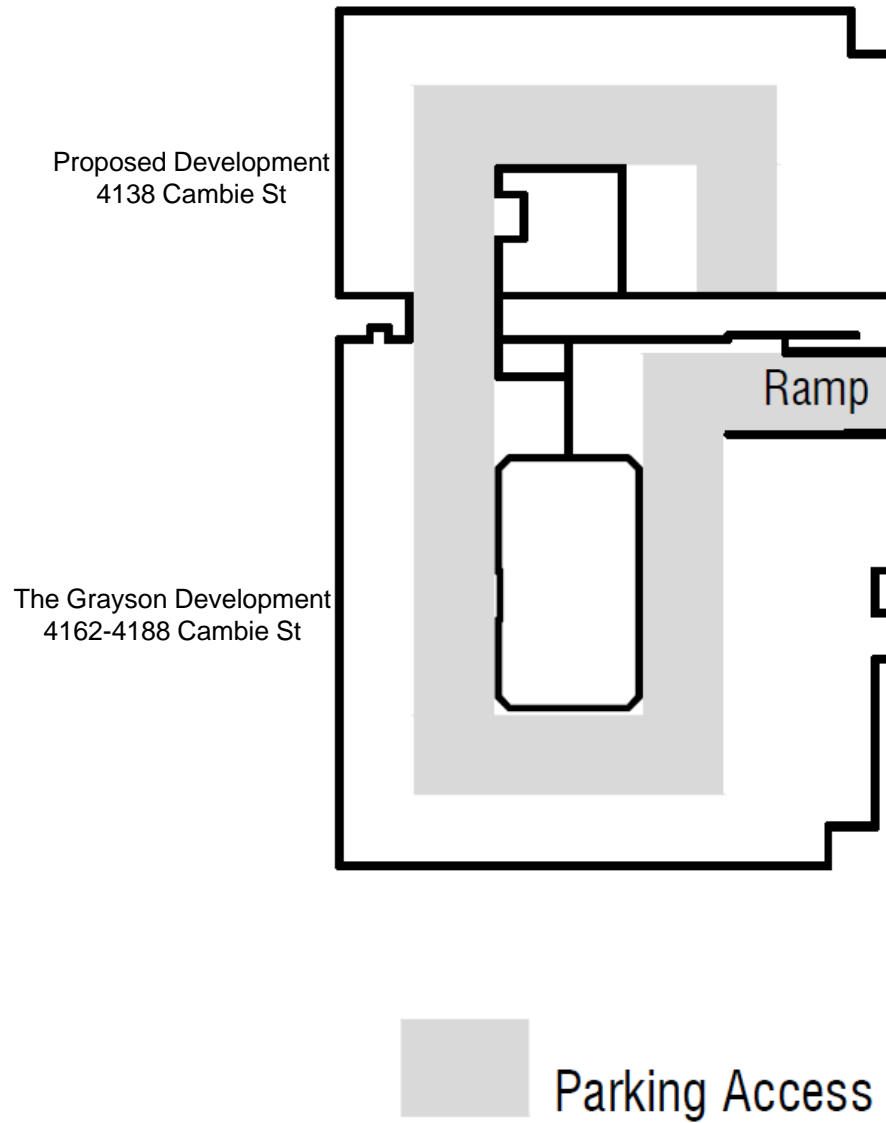 Proposed Development
4138 Cambie St
Ramp
The Grayson Development
4162-4188 Cambie St
Parking Access